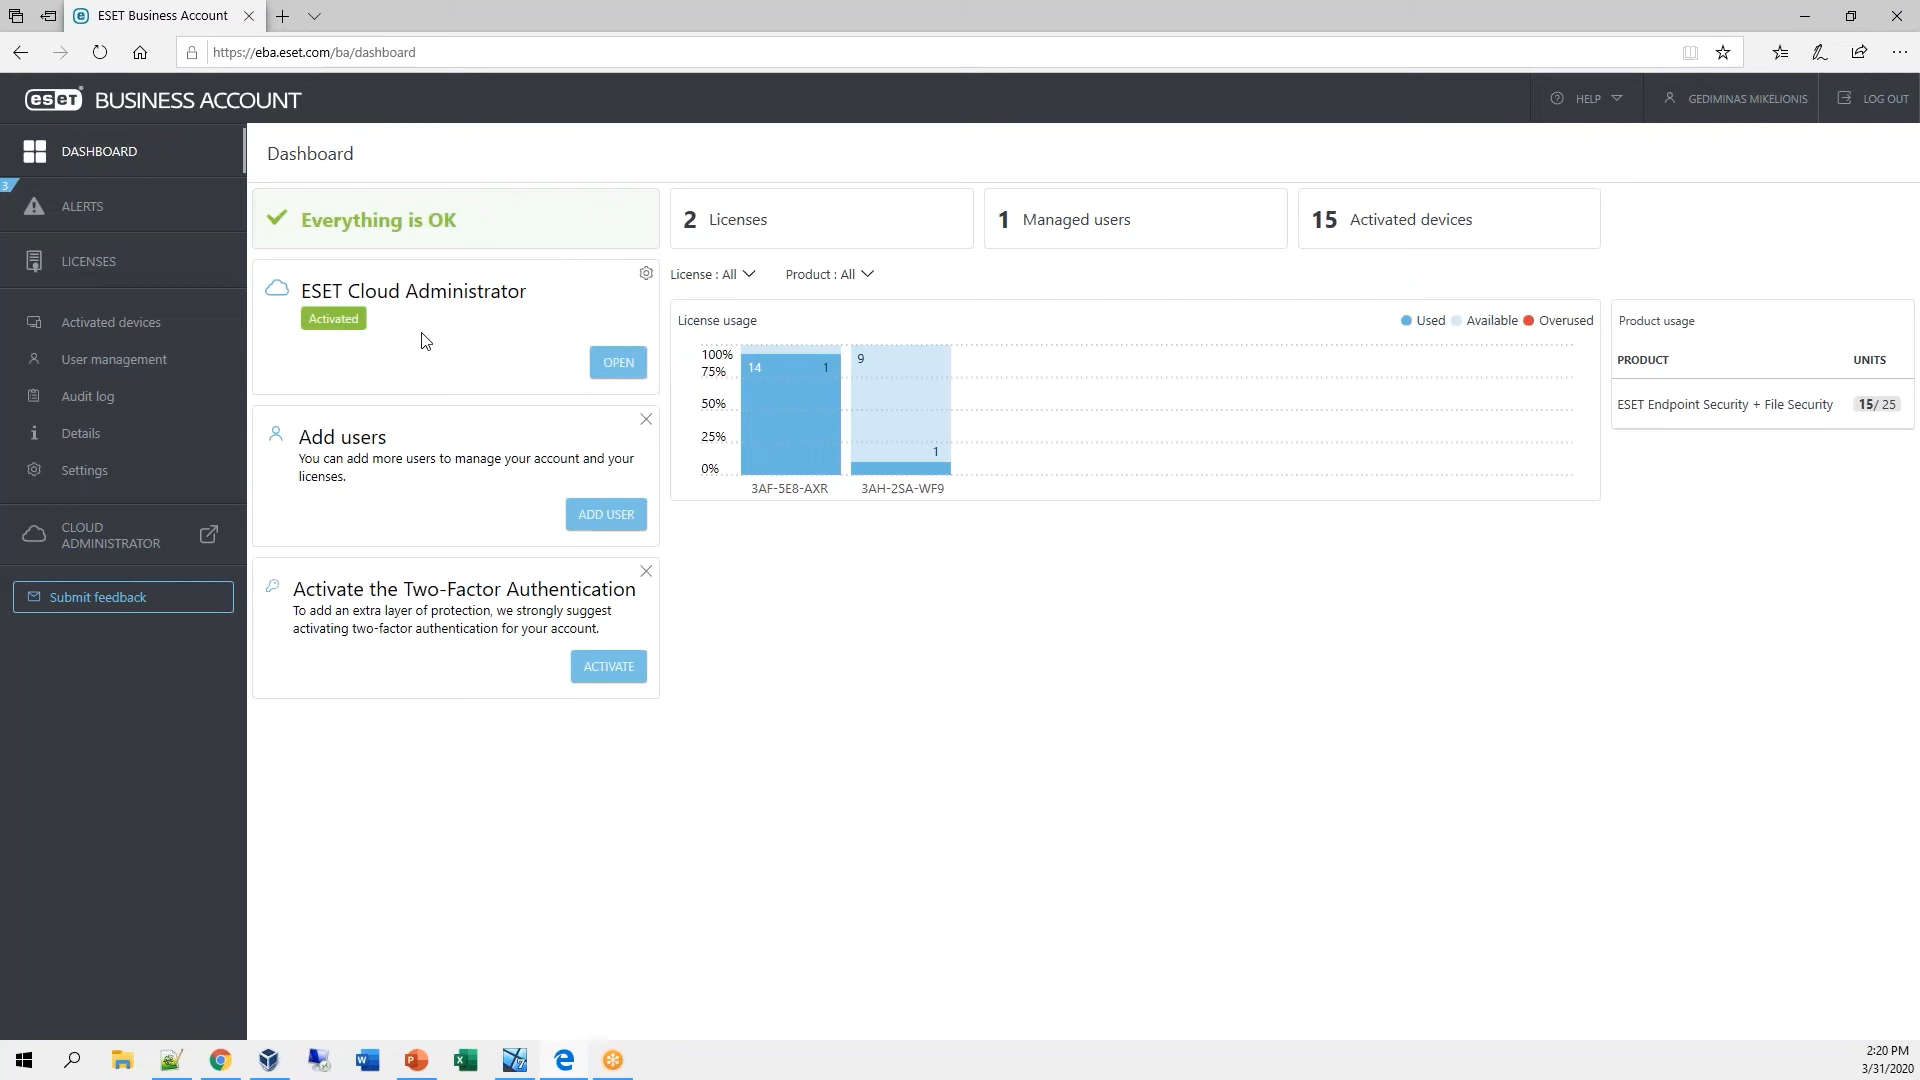 ESET Business Account
https://eba.eset.com/ba/dashboard
eset BUSINESS ACCOUNT
HELP
GEDIMINAS MIKELIONIS
LOG OUT
DASHBOARD
3
ALERTS
LICENSES
Activated devices
User management
Audit log
Details
Settings
CLOUD
ADMINISTRATOR
Submit feedback
Dashboard
Everything is OK
2 Licenses
1 Managed users
15 Activated devices
ESET Cloud Administrator
Activated
OPEN
Add users
You can add more users to manage your account and your
licenses.
ADD USER
Activate the Two-Factor Authentication
To add an extra layer of protection, we strongly suggest
activating two-factor authentication for your account.
ACTIVATE
License : All
Product : All
License usage
Used Available Overused
100%
75%
50%
25%
0%
14 1
9
1
3AF-5E8-AXR
3AH-2SA-WF9
Product usage
PRODUCT UNITS
ESET Endpoint Security + File Security 15/ 25
2:20 PM
3/31/2020